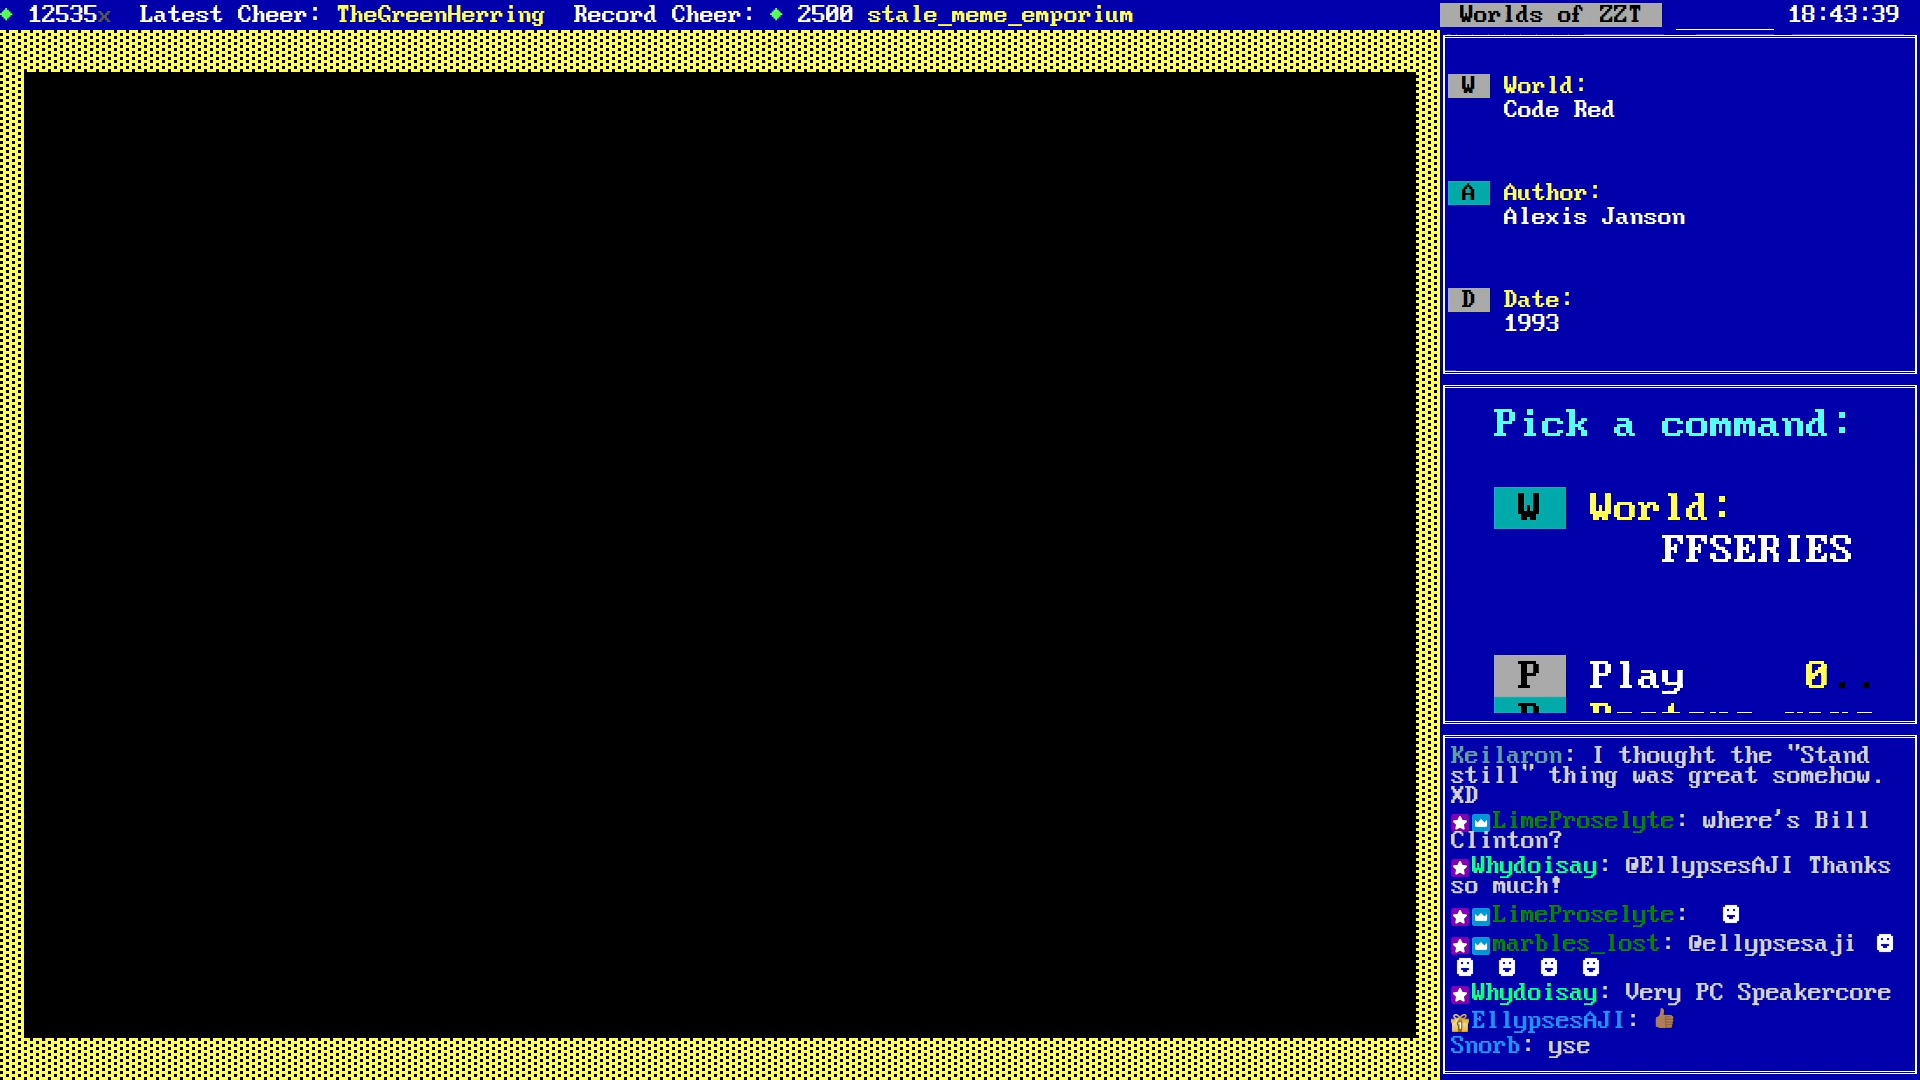 12535x Latest Cheer: TheGreenHerring Record Cheer: 2500 stale_meme_emporium
Worlds of ZZT 18:43:39
W World:
Code Red
A Author:
Alexis Janson
D Date:
1993
Pick a command:
W World:
FFSERIES
P Play 0..
Keilaron: I thought the "Stand
still" thing was great somehow.
XD
LimeProselyte: where's Bill
Clinton?
Whydoisay: @EllypsesAJI Thanks
so much!
LimeProselyte:
marbles_lost: @ellypsesaji
Whydoisay: Very PC Speakercore
EllypsesAJI:
Snorb: yse